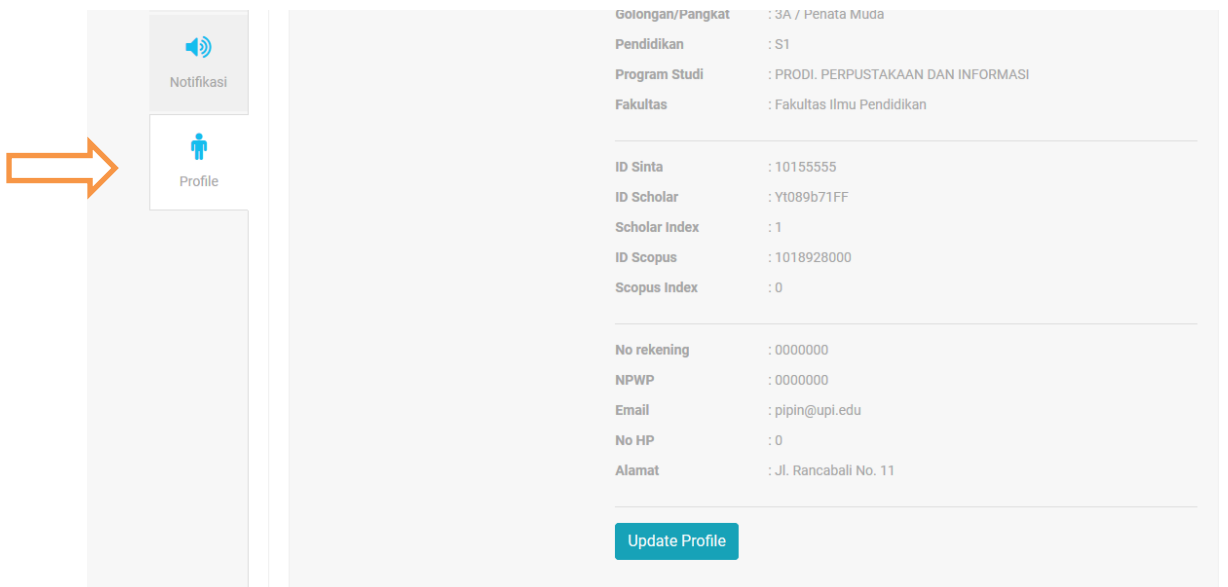 Notifikasi
Profile
Golongan/Pangkat : 3A / Penata Muda
Pendidikan : S1
Program Studi : PRODI. PERPUSTAKAAN DAN INFORMASI
Fakultas : Fakultas Ilmu Pendidikan
ID Sinta : 10155555
ID Scholar : Yt089b71FF
Scholar Index : 1
ID Scopus : 1018928000
Scopus Index : 0
No rekening : 0000000
NPWP : 0000000
Email : pipin@upi.edu
No HP : 0
Alamat : Jl. Rancabali No. 11
Update Profile